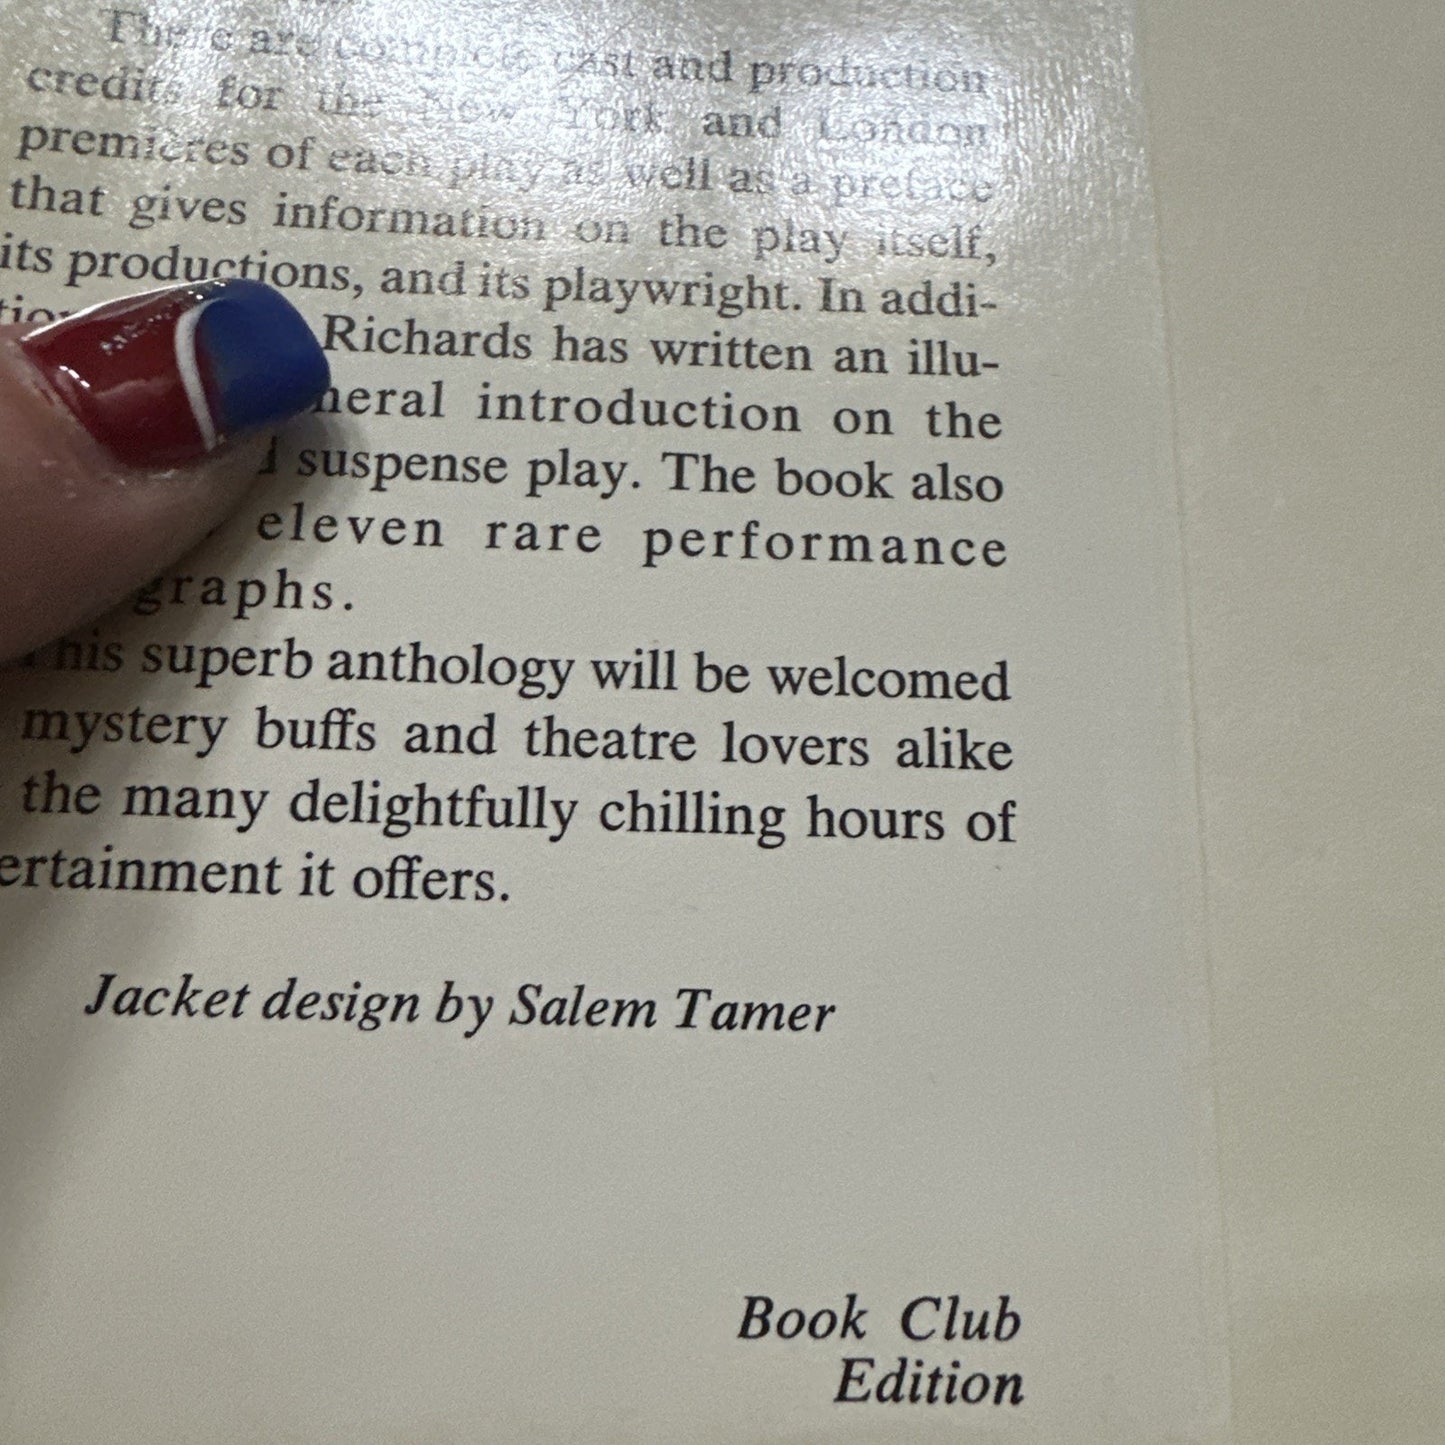 There are complete cast and production
credits for the New York and London
premières of each play as well as a preface
that gives information on the play itself,
its productions, and its playwright. In addi-
Richards has written an illu-
introduction on the
suspense play. The book also
eleven rare performance
graphs.
This superb anthology will be welcomed
mystery buffs and theatre lovers alike
the many delightfully chilling hours of
ertainment it offers.
Jacket design by Salem Tamer
Book Club
Edition